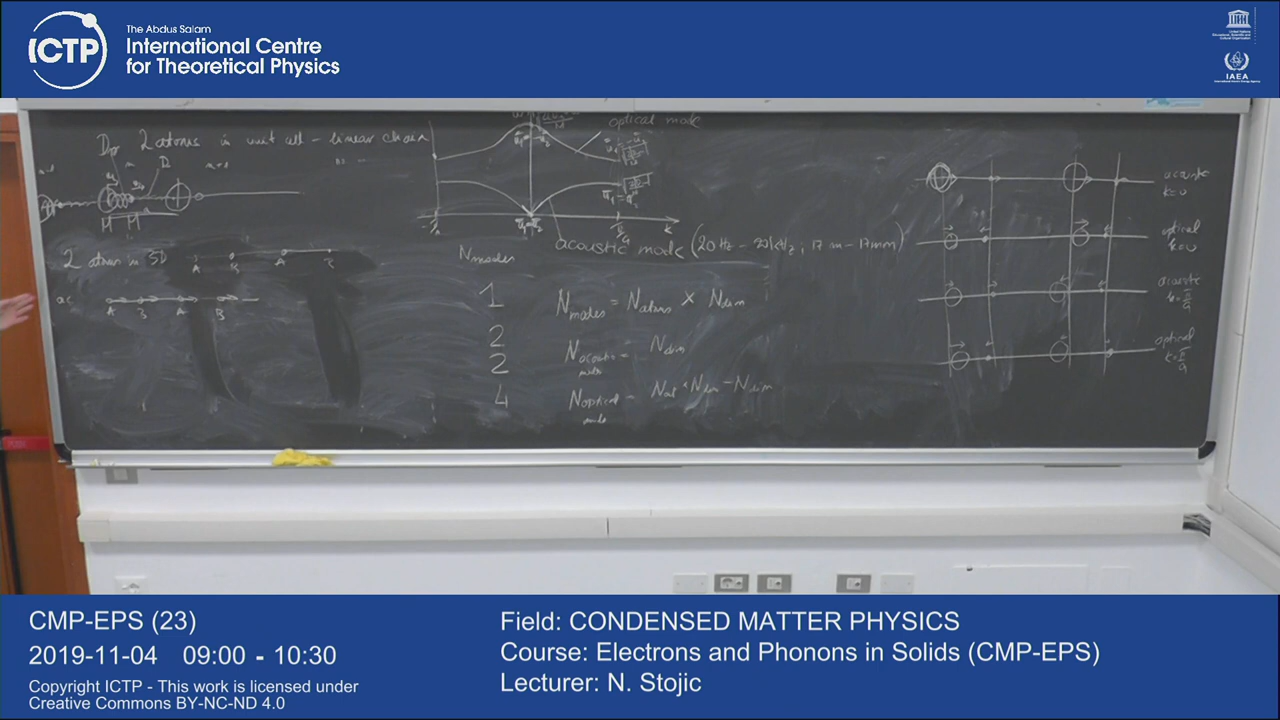 The Abdus Salam
ICTP
International Centre
for Theoretical Physics
IAEA
2 atoms in unit cell - linear chain
optical mode
acoustic mode (20 Hz - 20 kHz, 17 m - 17 mm)
k
2 atoms in 3D
A B A B
ac
A B A B
N modes
1
2
2
4
N modes = N atoms × N dim
N acoustic modes = N dim
N optical modes = N at × N dim - N dim
acoustic
k=0
optical
k=0
acoustic
k=π/a
optical
k=π/a
CMP-EPS (23)
2019-11-04 09:00 - 10:30
Copyright ICTP - This work is licensed under
Creative Commons BY-NC-ND 4.0
Field: CONDENSED MATTER PHYSICS
Course: Electrons and Phonons in Solids (CMP-EPS)
Lecturer: N. Stojic